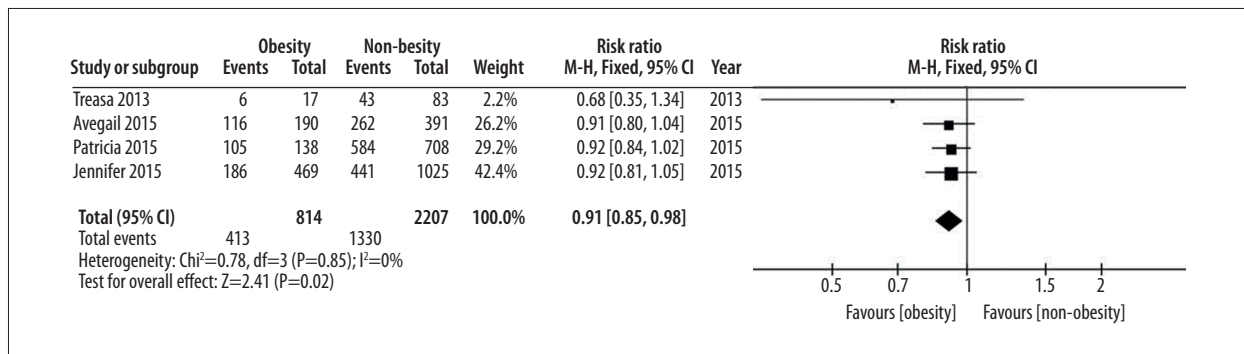 Obesity Non-besity Risk ratio Risk ratio
Study or subgroup Events Total Events Total Weight M-H, Fixed, 95% CI Year M-H, Fixed, 95% CI
Treasa 2013 6 17 43 83 2.2% 0.68 [0.35, 1.34] 2013
Avegail 2015 116 190 262 391 26.2% 0.91 [0.80, 1.04] 2015
Patricia 2015 105 138 584 708 29.2% 0.92 [0.84, 1.02] 2015
Jennifer 2015 186 469 441 1025 42.4% 0.92 [0.81, 1.05] 2015
Total (95% CI) 814 2207 100.0% 0.91 [0.85, 0.98]
Total events 413 1330
Heterogeneity: Chi²=0.78, df=3 (P=0.85); I²=0%
Test for overall effect: Z=2.41 (P=0.02)
0.5 0.7 1 1.5 2
Favours [obesity] Favours [non-obesity]